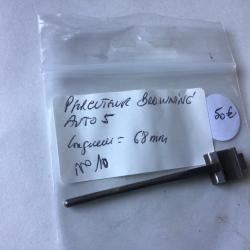 PERCUTEUR BROWNING
AUTO 5
longueur = 68 mm
N° 10
50 €